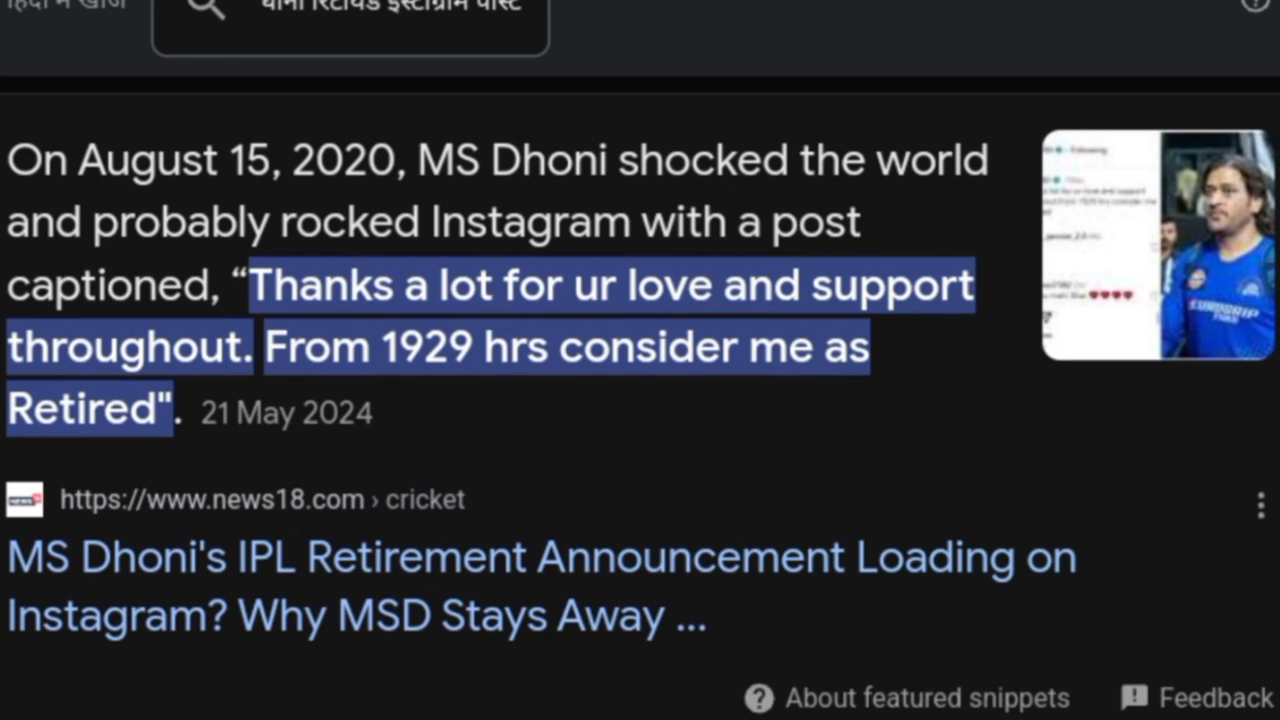 हिंदी में खोजें
धोनी रिटायर्ड इंस्टाग्राम पोस्ट
On August 15, 2020, MS Dhoni shocked the world
and probably rocked Instagram with a post
captioned, “Thanks a lot for ur love and support
throughout. From 1929 hrs consider me as
Retired". 21 May 2024
NEWS18
https://www.news18.com › cricket
MS Dhoni's IPL Retirement Announcement Loading on
Instagram? Why MSD Stays Away ...
About featured snippets Feedback